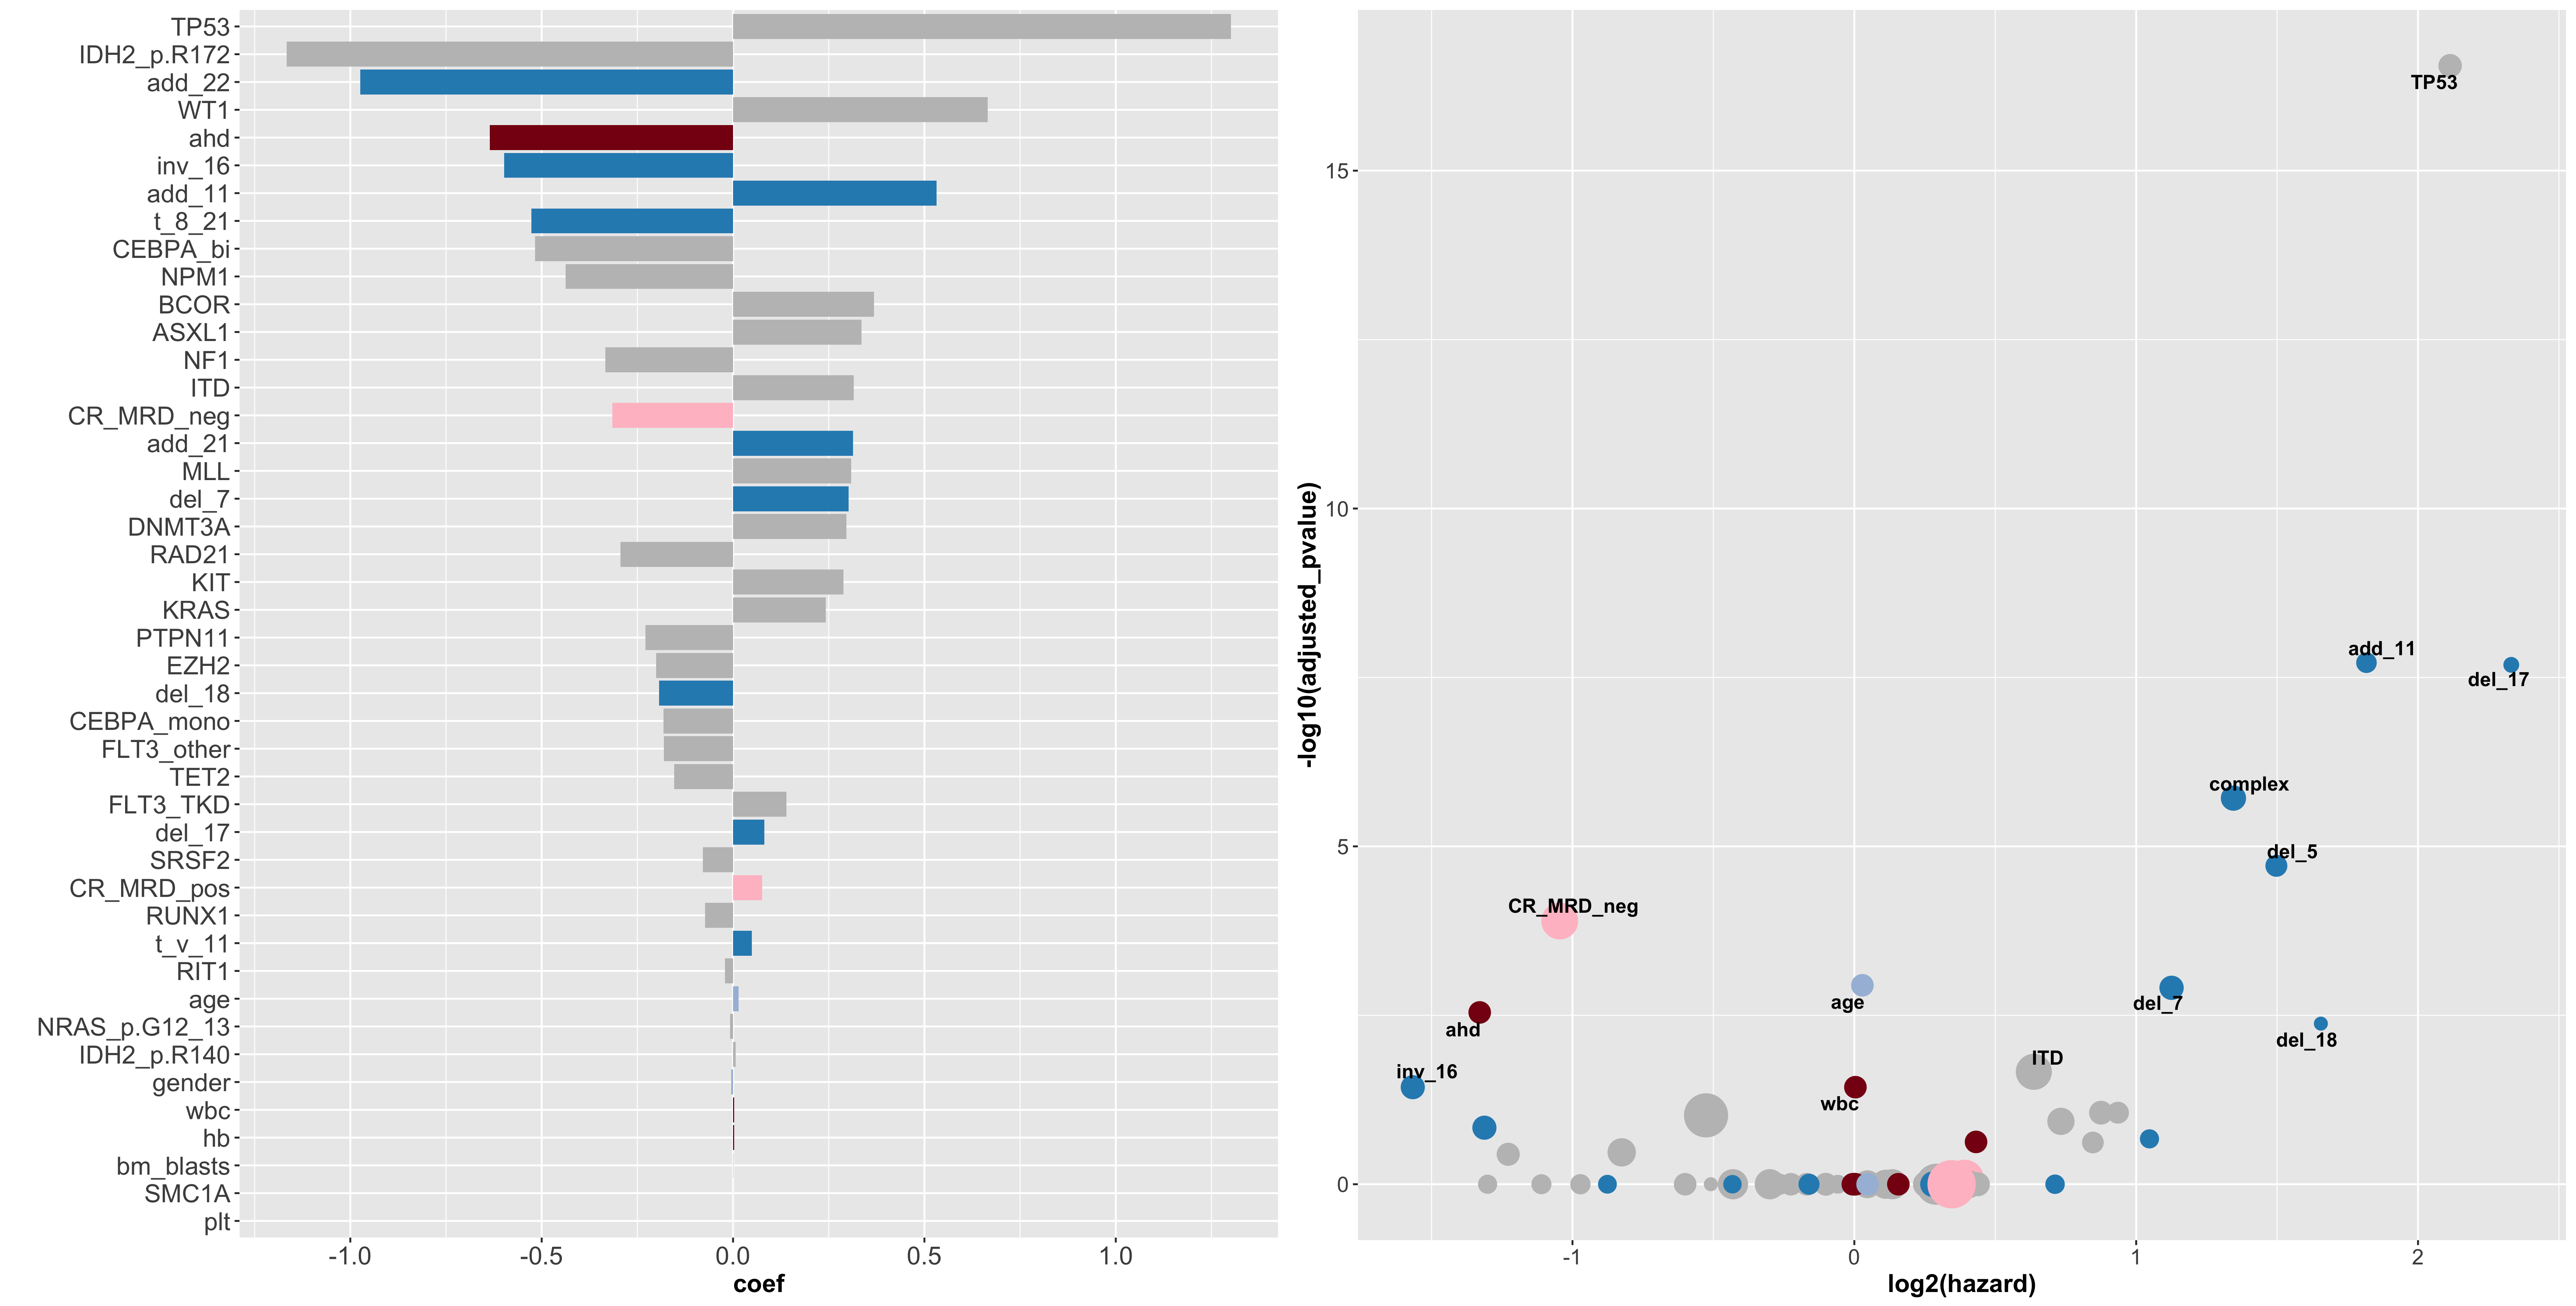 TP53
IDH2_p.R172
add_22
WT1
ahd
inv_16
add_11
t_8_21
CEBPA_bi
NPM1
BCOR
ASXL1
NF1
ITD
CR_MRD_neg
add_21
MLL
del_7
DNMT3A
RAD21
KIT
KRAS
PTPN11
EZH2
del_18
CEBPA_mono
FLT3_other
TET2
FLT3_TKD
del_17
SRSF2
CR_MRD_pos
RUNX1
t_v_11
RIT1
age
NRAS_p.G12_13
IDH2_p.R140
gender
wbc
hb
bm_blasts
SMC1A
plt
-1.0 -0.5 0.0 0.5 1.0
coef
-log10(adjusted_pvalue)
15
10
5
0
TP53
add_11
del_17
complex
del_5
CR_MRD_neg
age
del_7
ahd
del_18
ITD
inv_16
wbc
-1 0 1 2
log2(hazard)